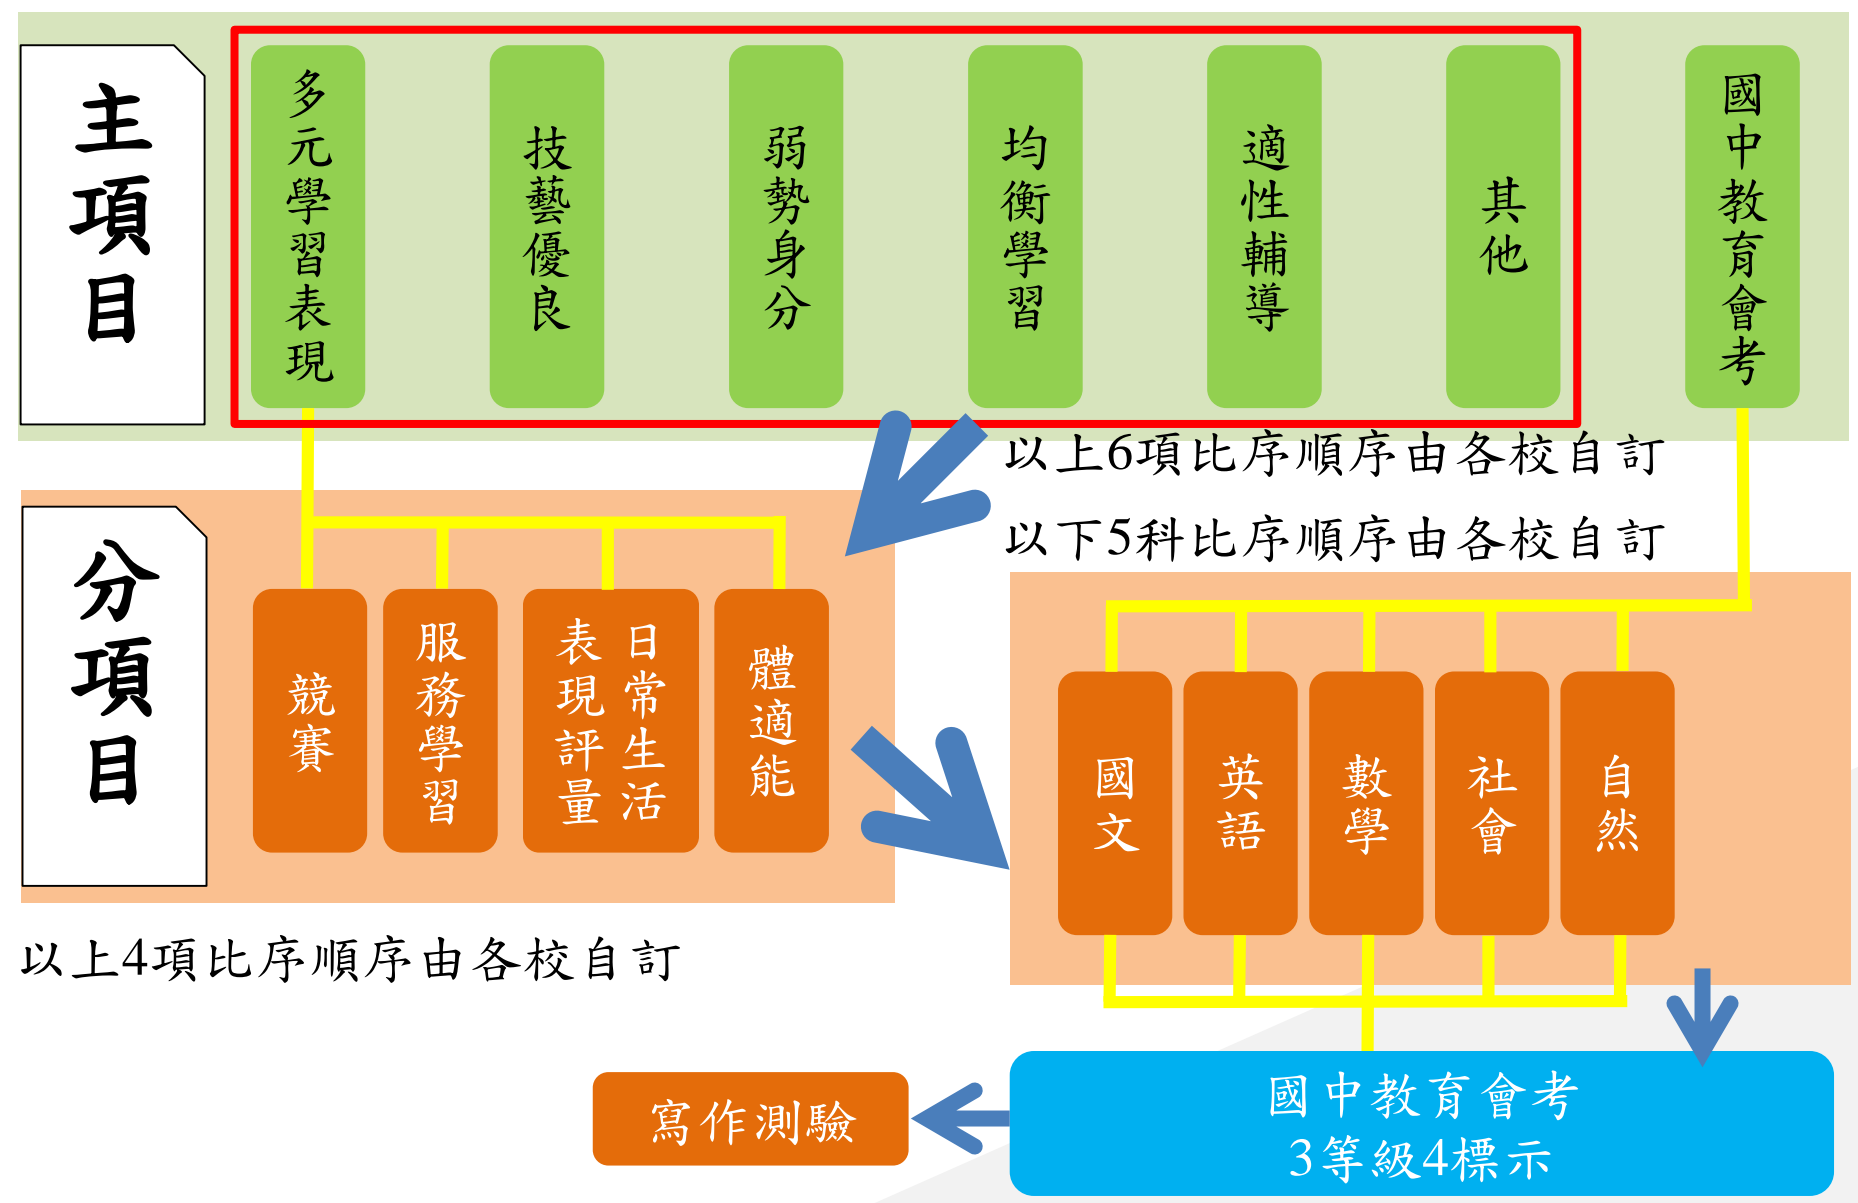 主項目
多元學習表現
技藝優良
弱勢身分
均衡學習
適性輔導
其他
國中教育會考
以上6項比序順序由各校自訂
以下5科比序順序由各校自訂
分項目
競賽
服務學習
日常生活
表現評量
體適能
國文
英語
數學
社會
自然
以上4項比序順序由各校自訂
寫作測驗
國中教育會考
3等級4標示